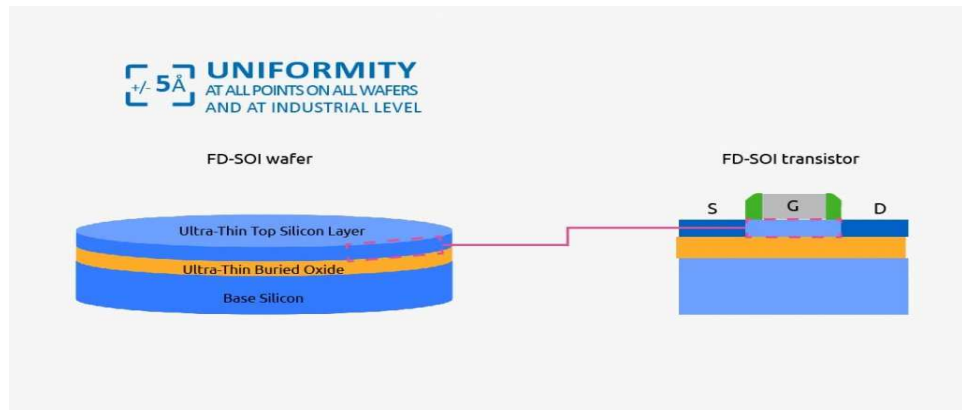 +/- 5Å UNIFORMITY
AT ALL POINTS ON ALL WAFERS
AND AT INDUSTRIAL LEVEL
FD-SOI wafer
FD-SOI transistor
S G D
Ultra-Thin Top Silicon Layer
Ultra-Thin Buried Oxide
Base Silicon